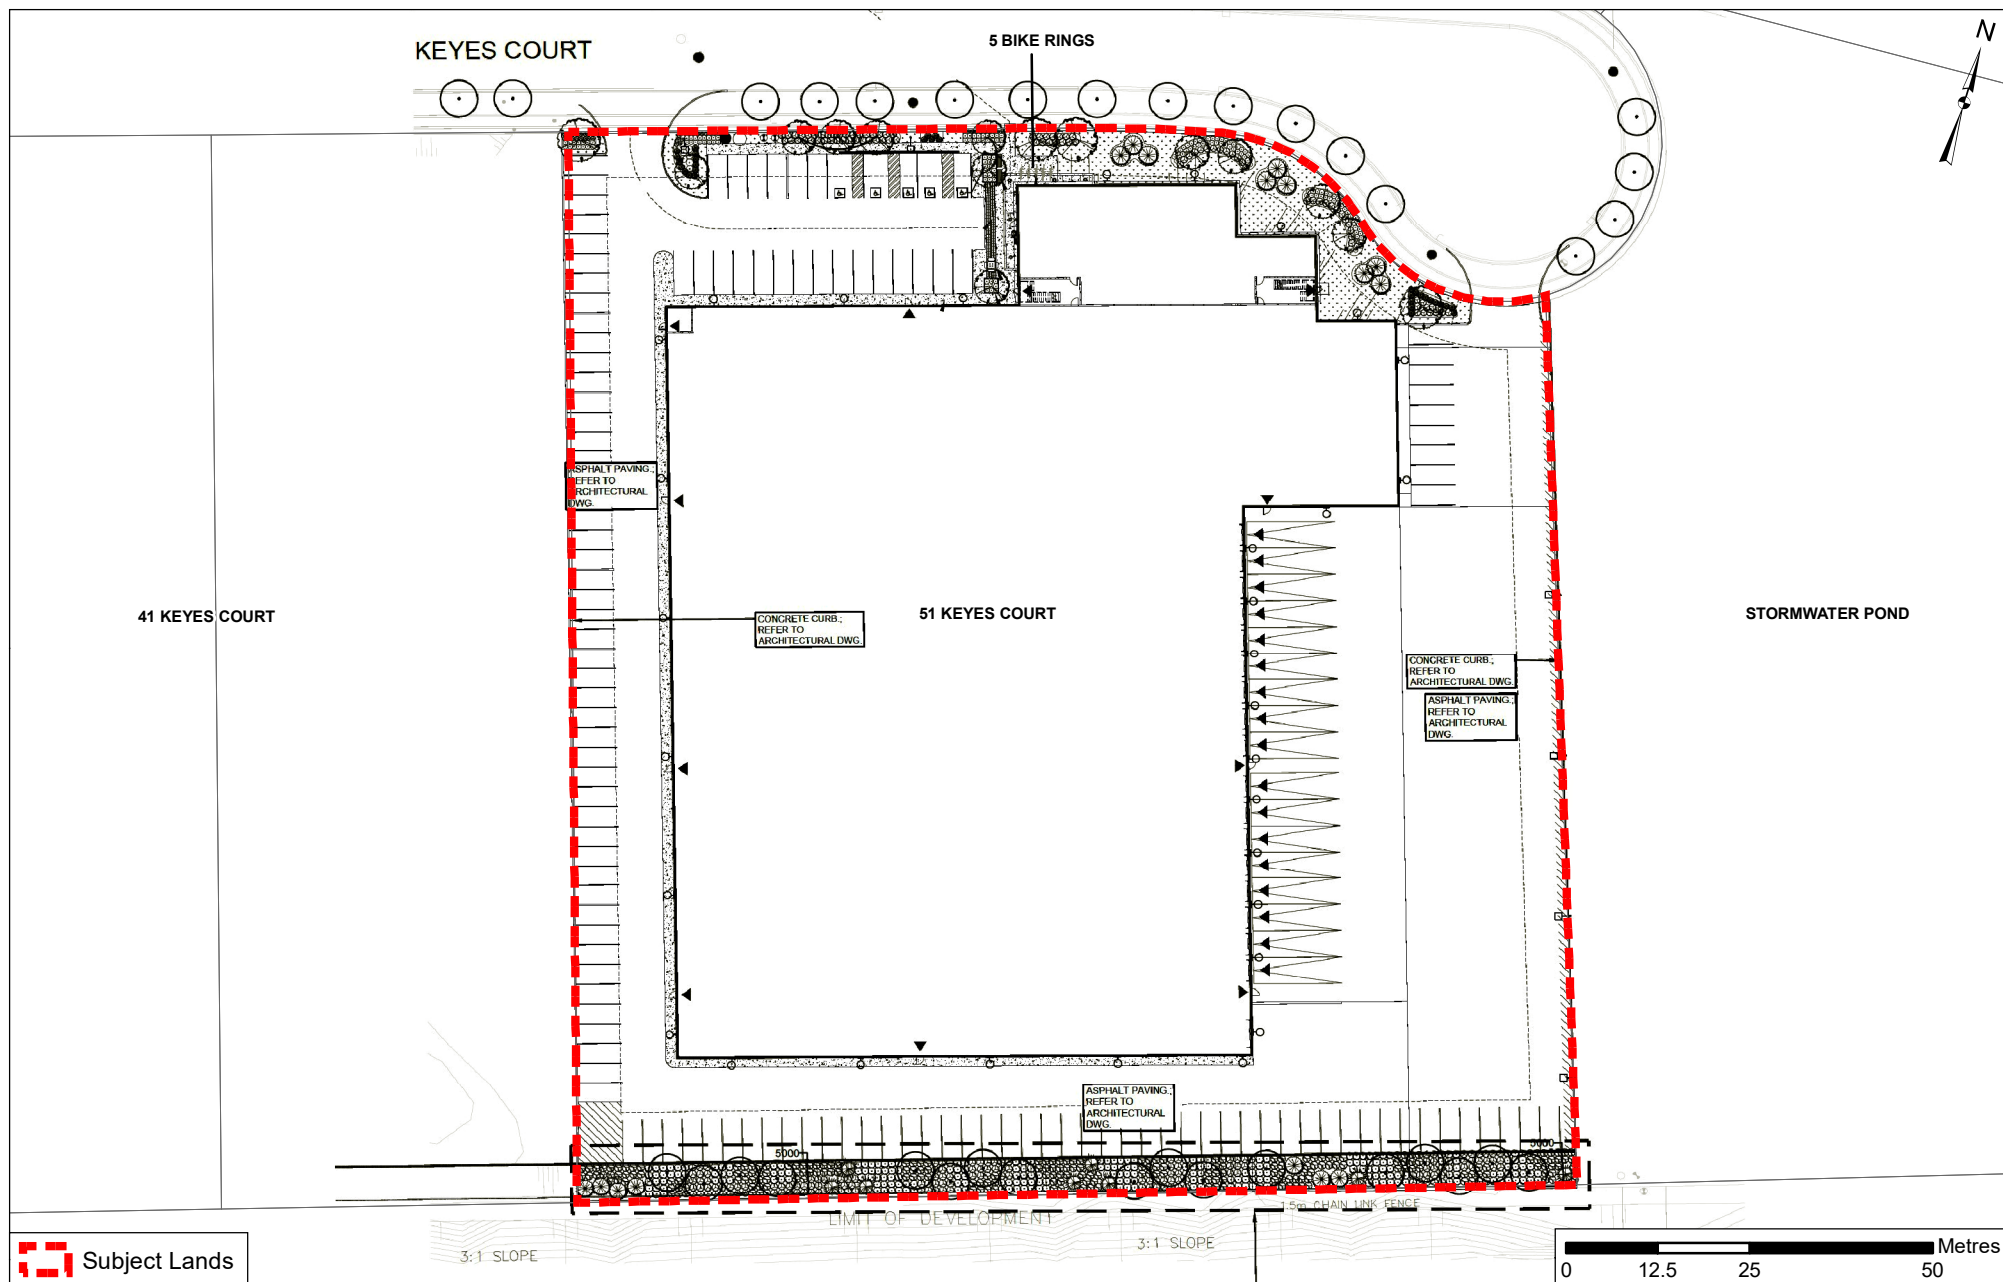 KEYES COURT
5 BIKE RINGS
N
ASPHALT PAVING.;
REFER TO
ARCHITECTURAL
DWG.
41 KEYES COURT
CONCRETE CURB.;
REFER TO
ARCHITECTURAL DWG.
51 KEYES COURT
STORMWATER POND
CONCRETE CURB.;
REFER TO
ARCHITECTURAL DWG.
ASPHALT PAVING.;
REFER TO
ARCHITECTURAL
DWG.
ASPHALT PAVING.;
REFER TO
ARCHITECTURAL
DWG.
5000
3000
LIMIT OF DEVELOPMENT
1.5m CHAIN LINK FENCE
3:1 SLOPE
3:1 SLOPE
Subject Lands
Metres
0 12.5 25 50